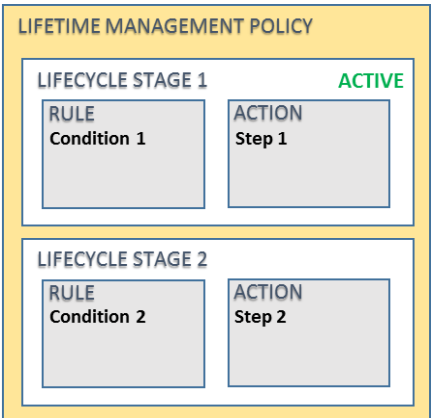 LIFETIME MANAGEMENT POLICY
LIFECYCLE STAGE 1 ACTIVE
RULE ACTION
Condition 1 Step 1
LIFECYCLE STAGE 2
RULE ACTION
Condition 2 Step 2